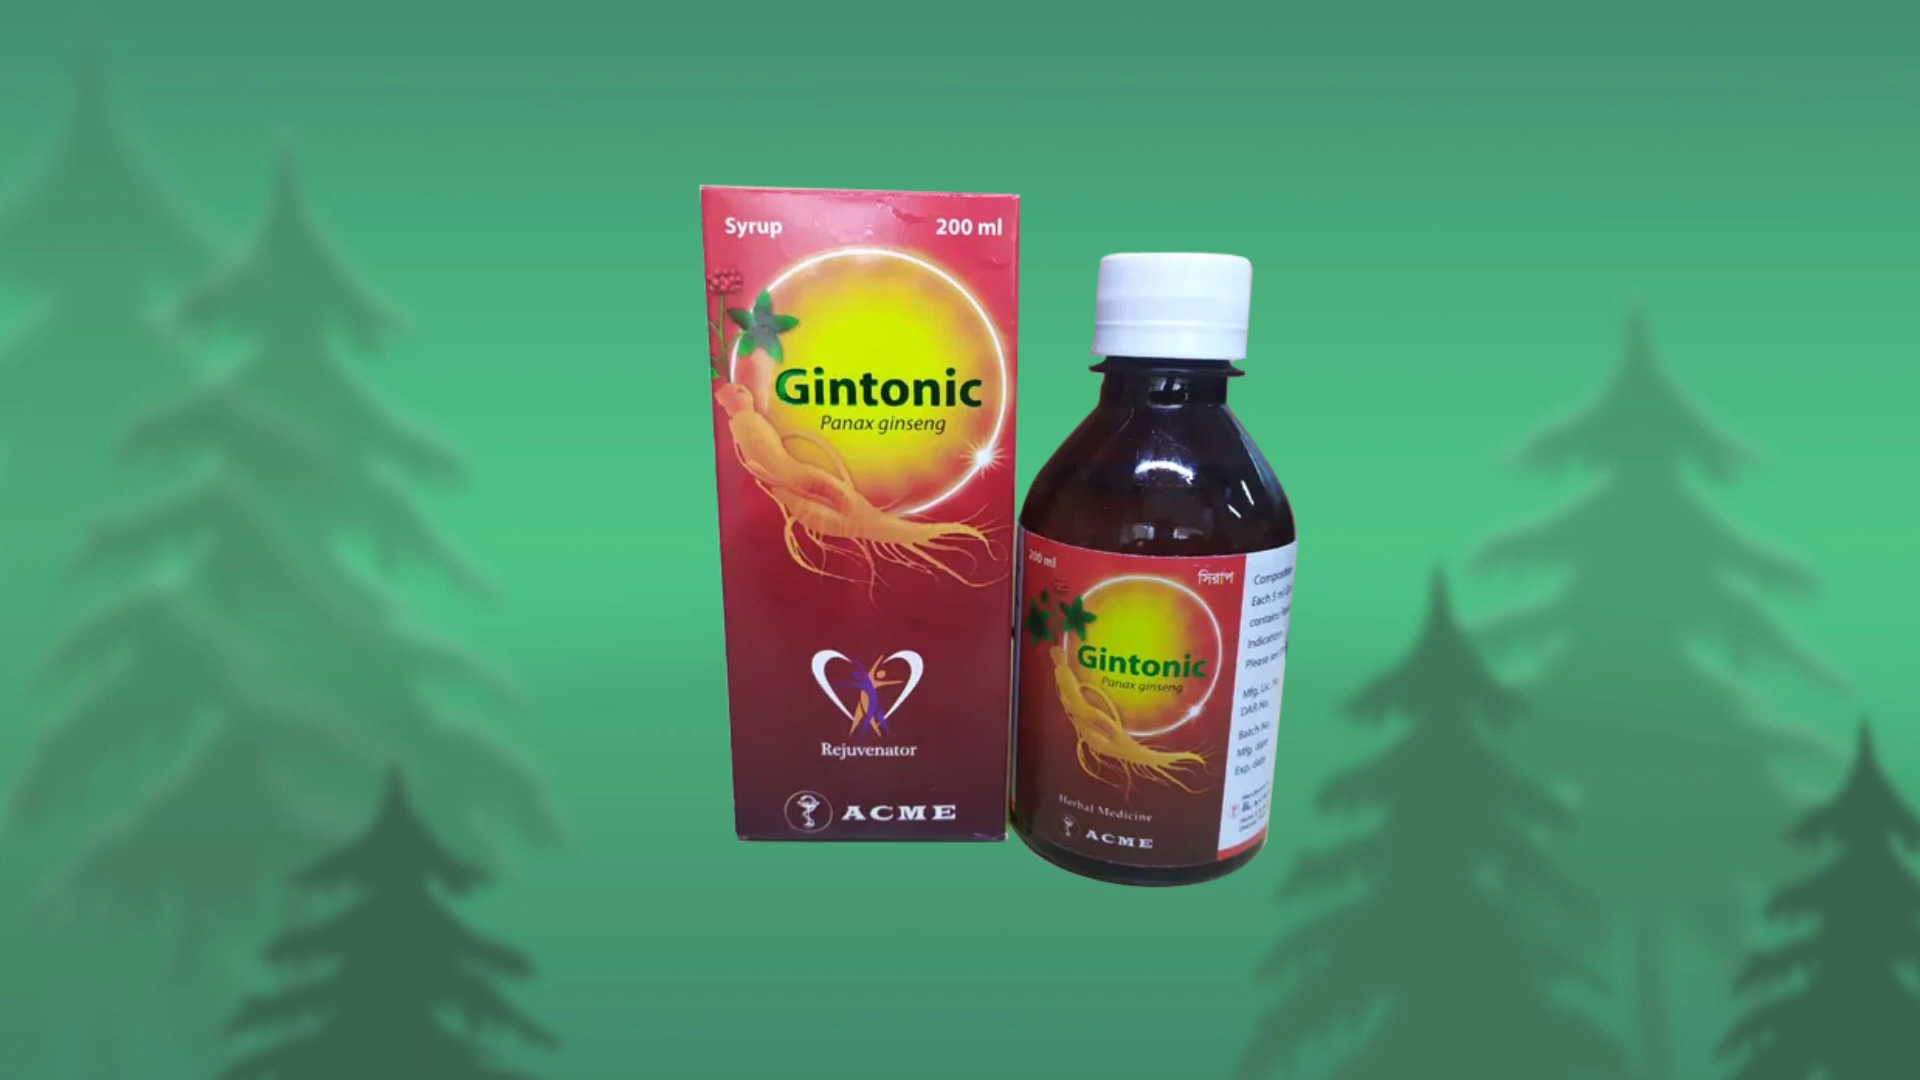 Syrup 200 ml
Gintonic
Panax ginseng
Rejuvenator
ACME
200 ml সিরাপ
Gintonic
Panax ginseng
Herbal Medicine
ACME
Composition
Each 5 ml
contains
Indication
Please see
Mfg. Lic. No.
DAR No.
Batch No.
Mfg. date
Exp. date